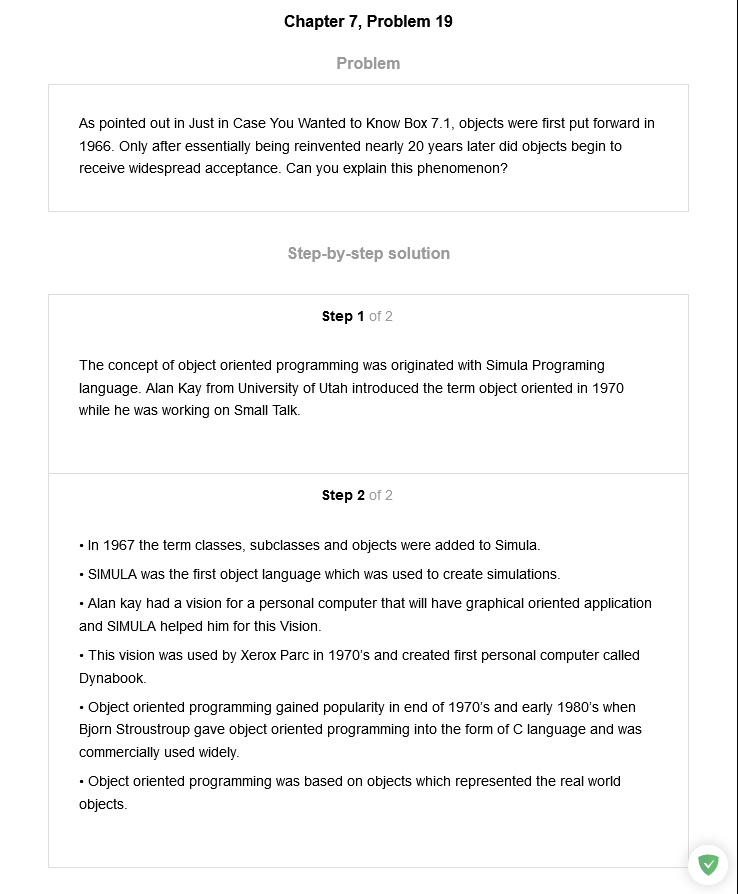 Chapter 7, Problem 19
Problem
As pointed out in Just in Case You Wanted to Know Box 7.1, objects were first put forward in
1966. Only after essentially being reinvented nearly 20 years later did objects begin to
receive widespread acceptance. Can you explain this phenomenon?
Step-by-step solution
Step 1 of 2
The concept of object oriented programming was originated with Simula Programing
language. Alan Kay from University of Utah introduced the term object oriented in 1970
while he was working on Small Talk.
Step 2 of 2
• In 1967 the term classes, subclasses and objects were added to Simula.
• SIMULA was the first object language which was used to create simulations.
• Alan kay had a vision for a personal computer that will have graphical oriented application
and SIMULA helped him for this Vision.
• This vision was used by Xerox Parc in 1970's and created first personal computer called
Dynabook.
• Object oriented programming gained popularity in end of 1970's and early 1980's when
Bjorn Stroustroup gave object oriented programming into the form of C language and was
commercially used widely.
• Object oriented programming was based on objects which represented the real world
objects.